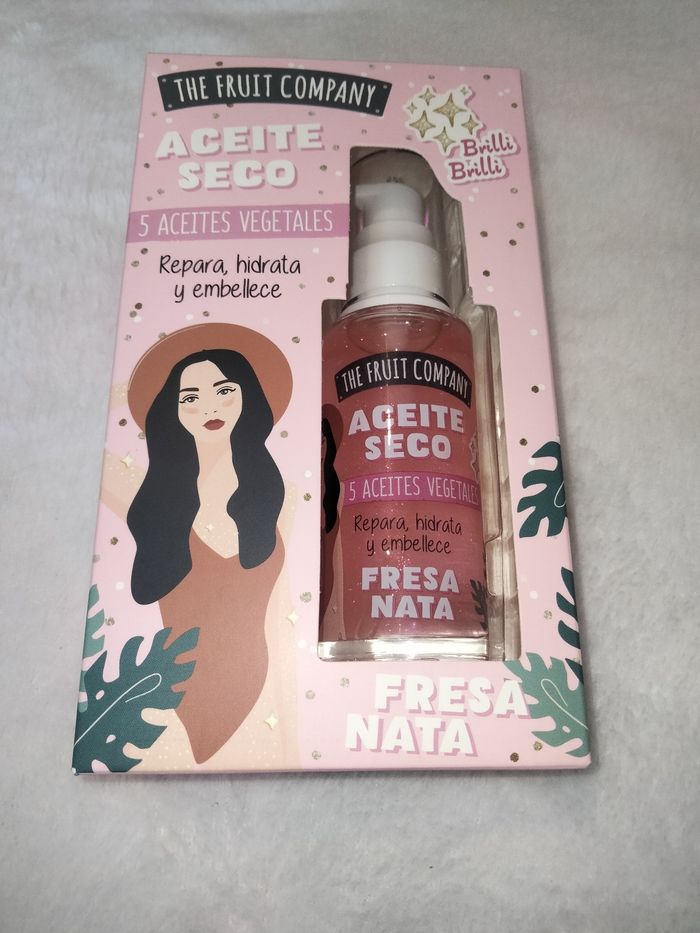 THE FRUIT COMPANY
ACEITE
SECO
Brilli
Brilli
5 ACEITES VEGETALES
Repara, hidrata
y embellece
THE FRUIT COMPANY
ACEITE
SECO
5 ACEITES VEGETALES
Repara, hidrata
y embellece
FRESA
NATA
FRESA
NATA